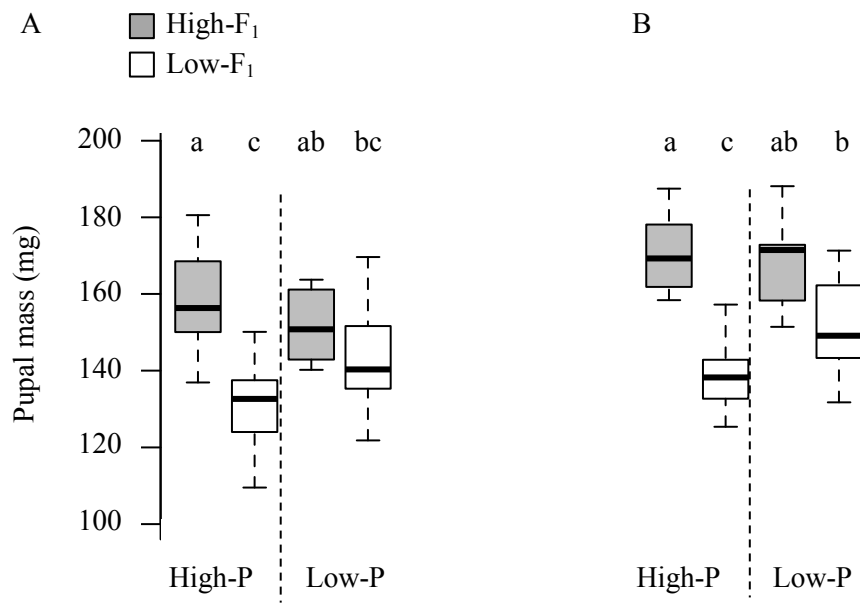 A
High-F₁
Low-F₁
B
Pupal mass (mg)
200
180
160
140
120
100
a c ab bc
a c ab b
High-P Low-P
High-P Low-P